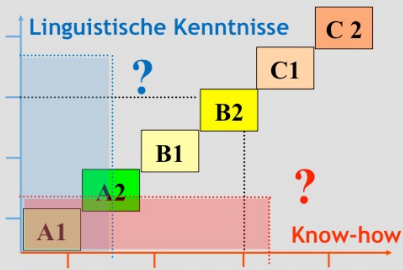 Linguistische Kenntnisse
C 2
?
C1
B2
B1
A2
?
A1
Know-how